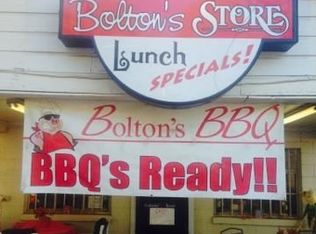 Bolton's STORE
Lunch
SPECIALS!
Bolton's BBQ
BBQ's Ready!!